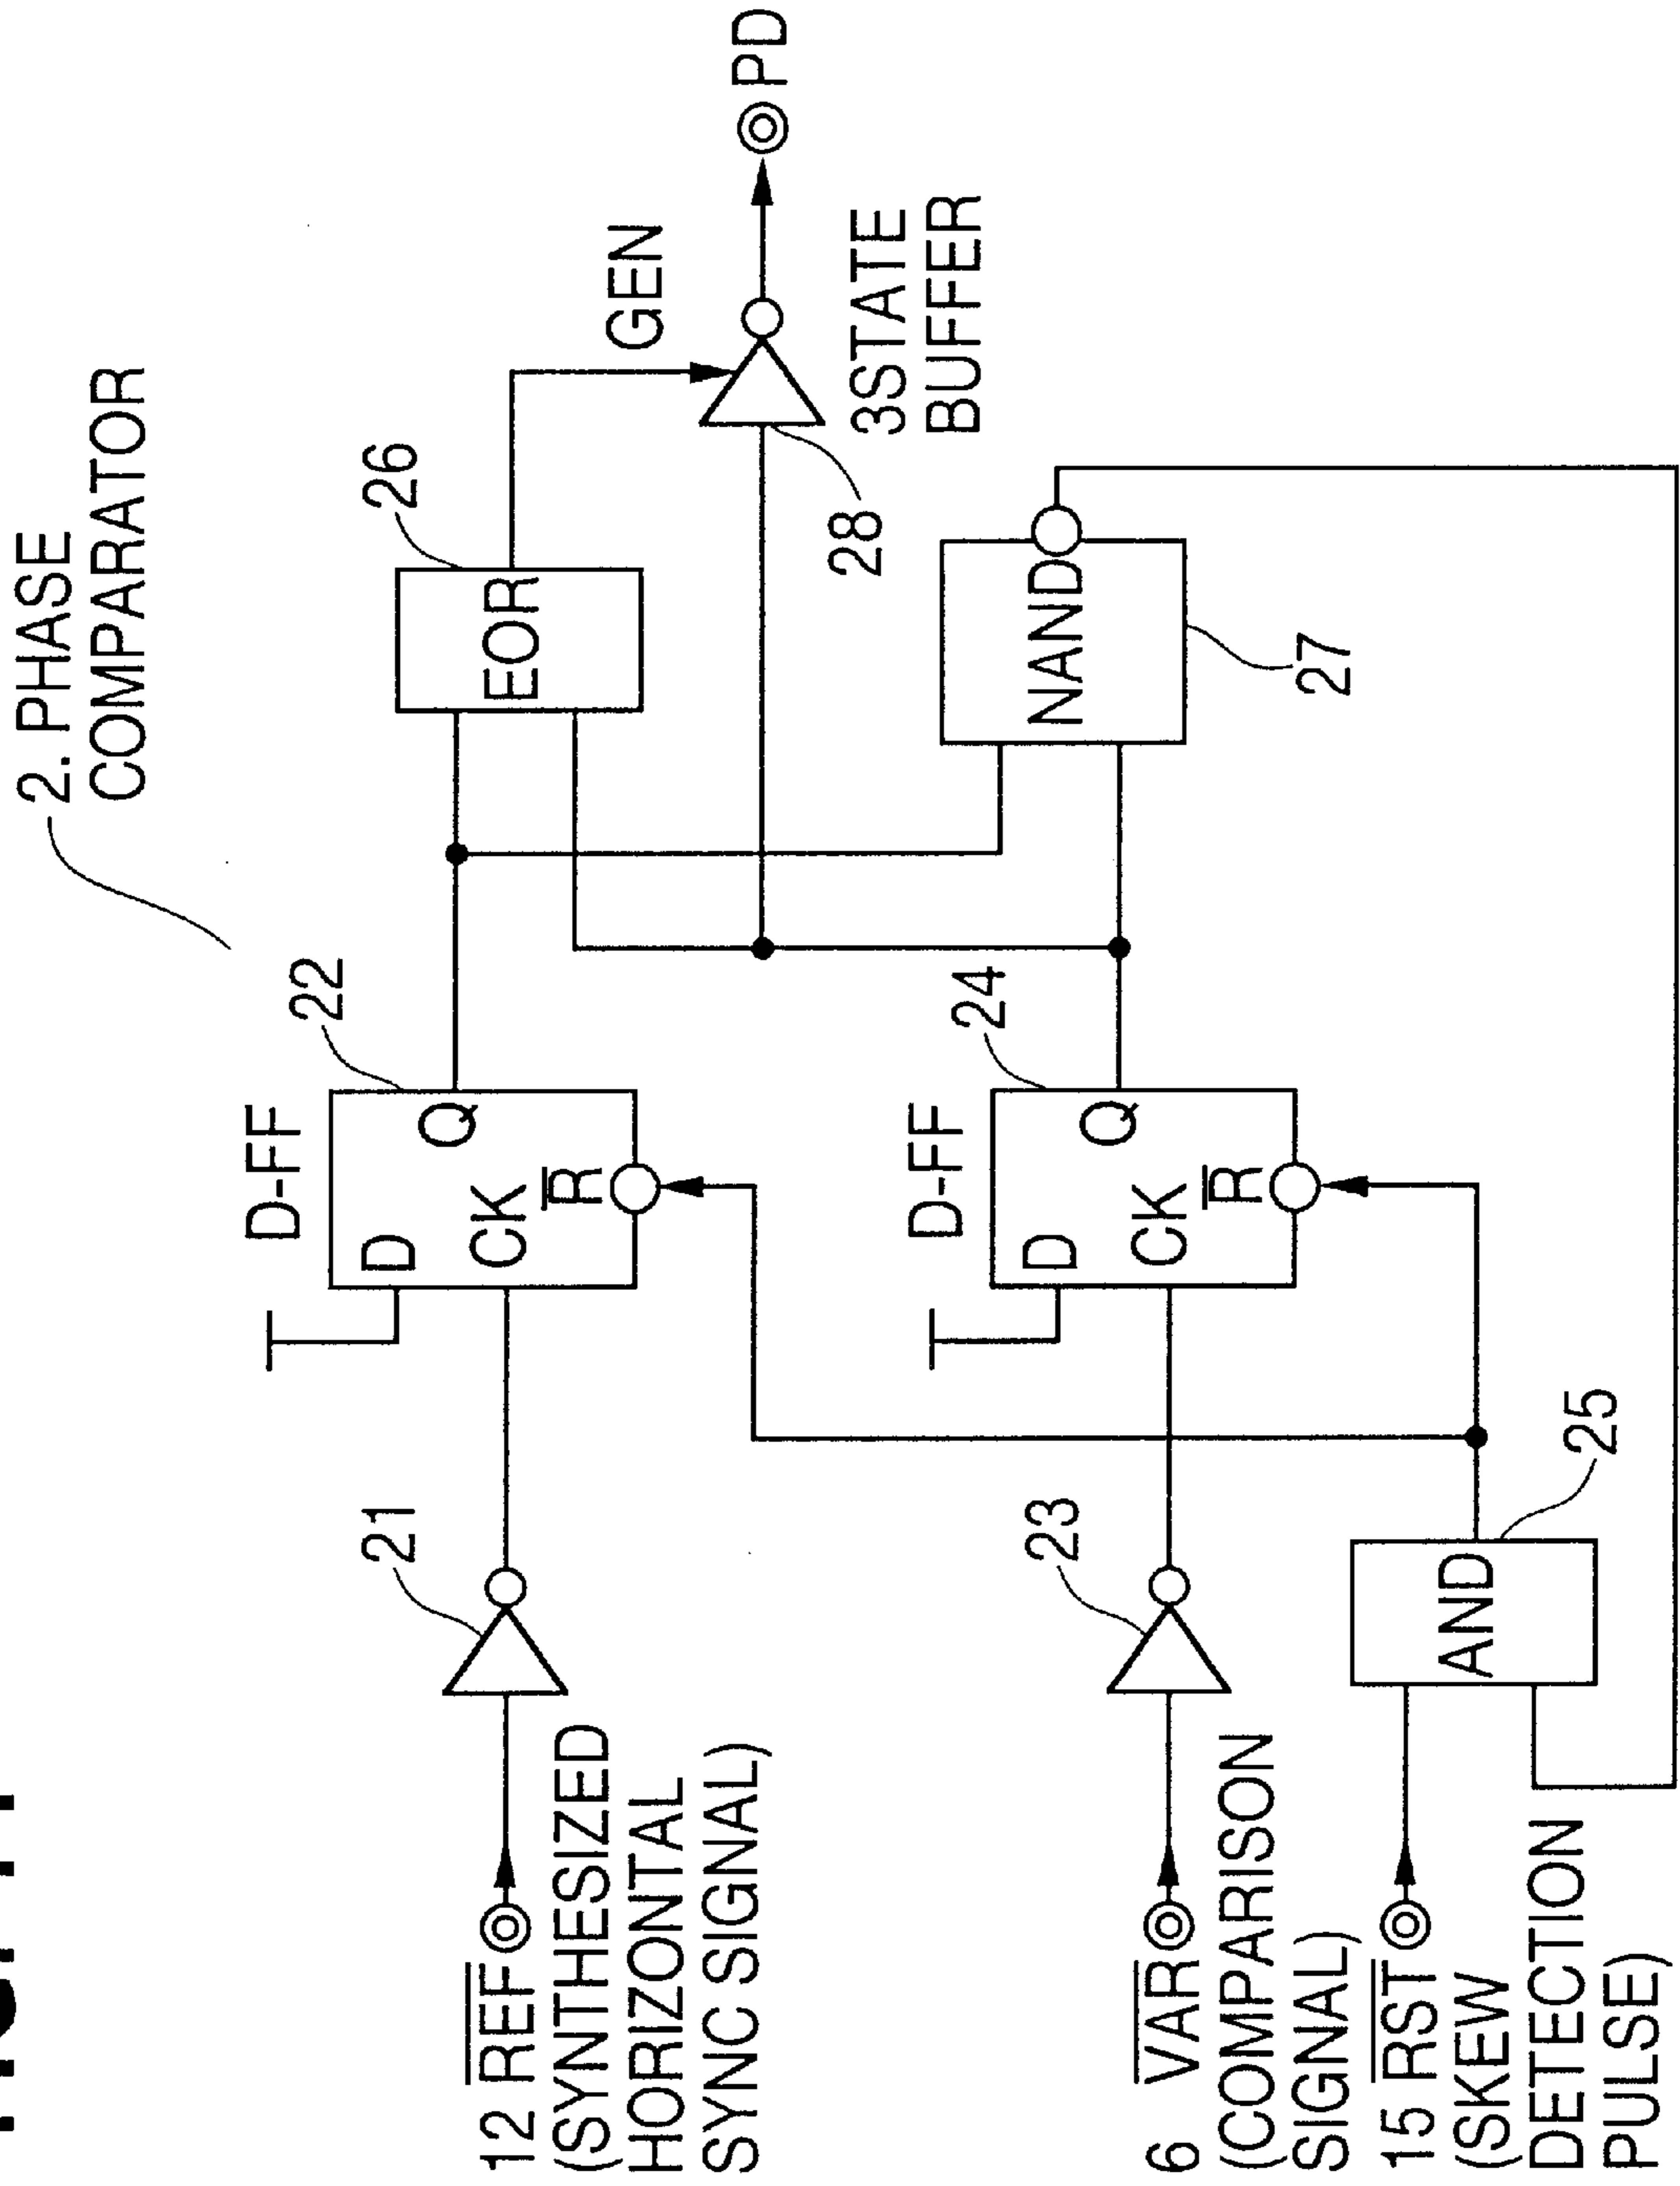 2. PHASE
COMPARATOR
D-FF
22
D
Q
CK
R
21
12 REF
(SYNTHESIZED
HORIZONTAL
SYNC SIGNAL)
26
EOR
GEN
PD
3STATE
BUFFER
28
D-FF
24
D
Q
CK
R
23
6 VAR
(COMPARISON
SIGNAL)
NAND
27
15 RST
(SKEW
DETECTION
PULSE)
AND
25